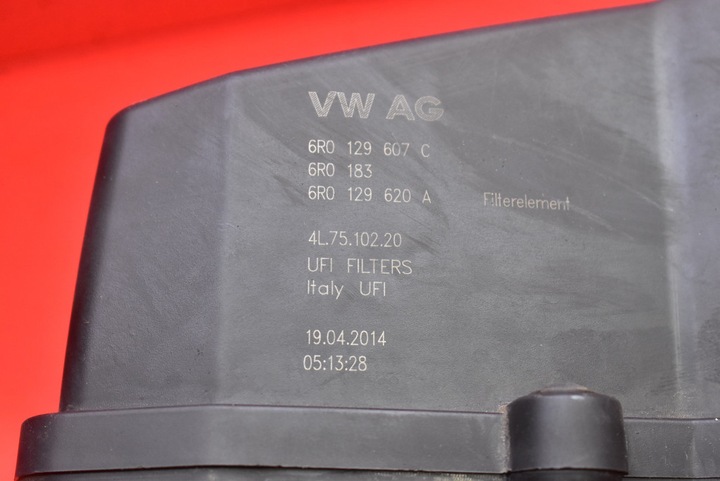 VW AG
6R0 129 607 C
6R0 183
6R0 129 620 A Filterelement
4L.75.102.20
UFI FILTERS
Italy UFI
19.04.2014
05:13:28